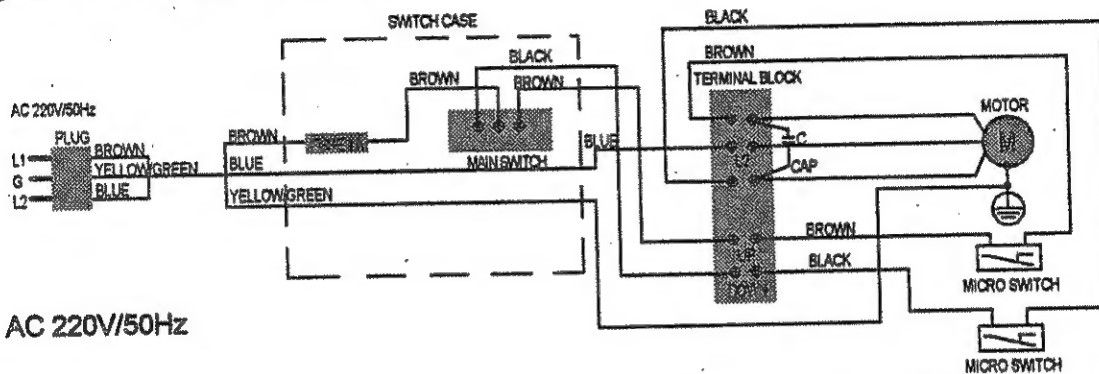 SWITCH CASE
BLACK
BLACK
BROWN
BROWN
BROWN
TERMINAL BLOCK
AC 220V/50Hz
MOTOR
PLUG
BROWN
BROWN
BLUE
C
M
L1
YELLOW/GREEN
BLUE
MAIN SWITCH
L2
CAP
G
BLUE
YELLOW/GREEN
L2
BROWN
BROWN
UP
BLACK
MICRO SWITCH
AC 220V/50Hz
MICRO SWITCH